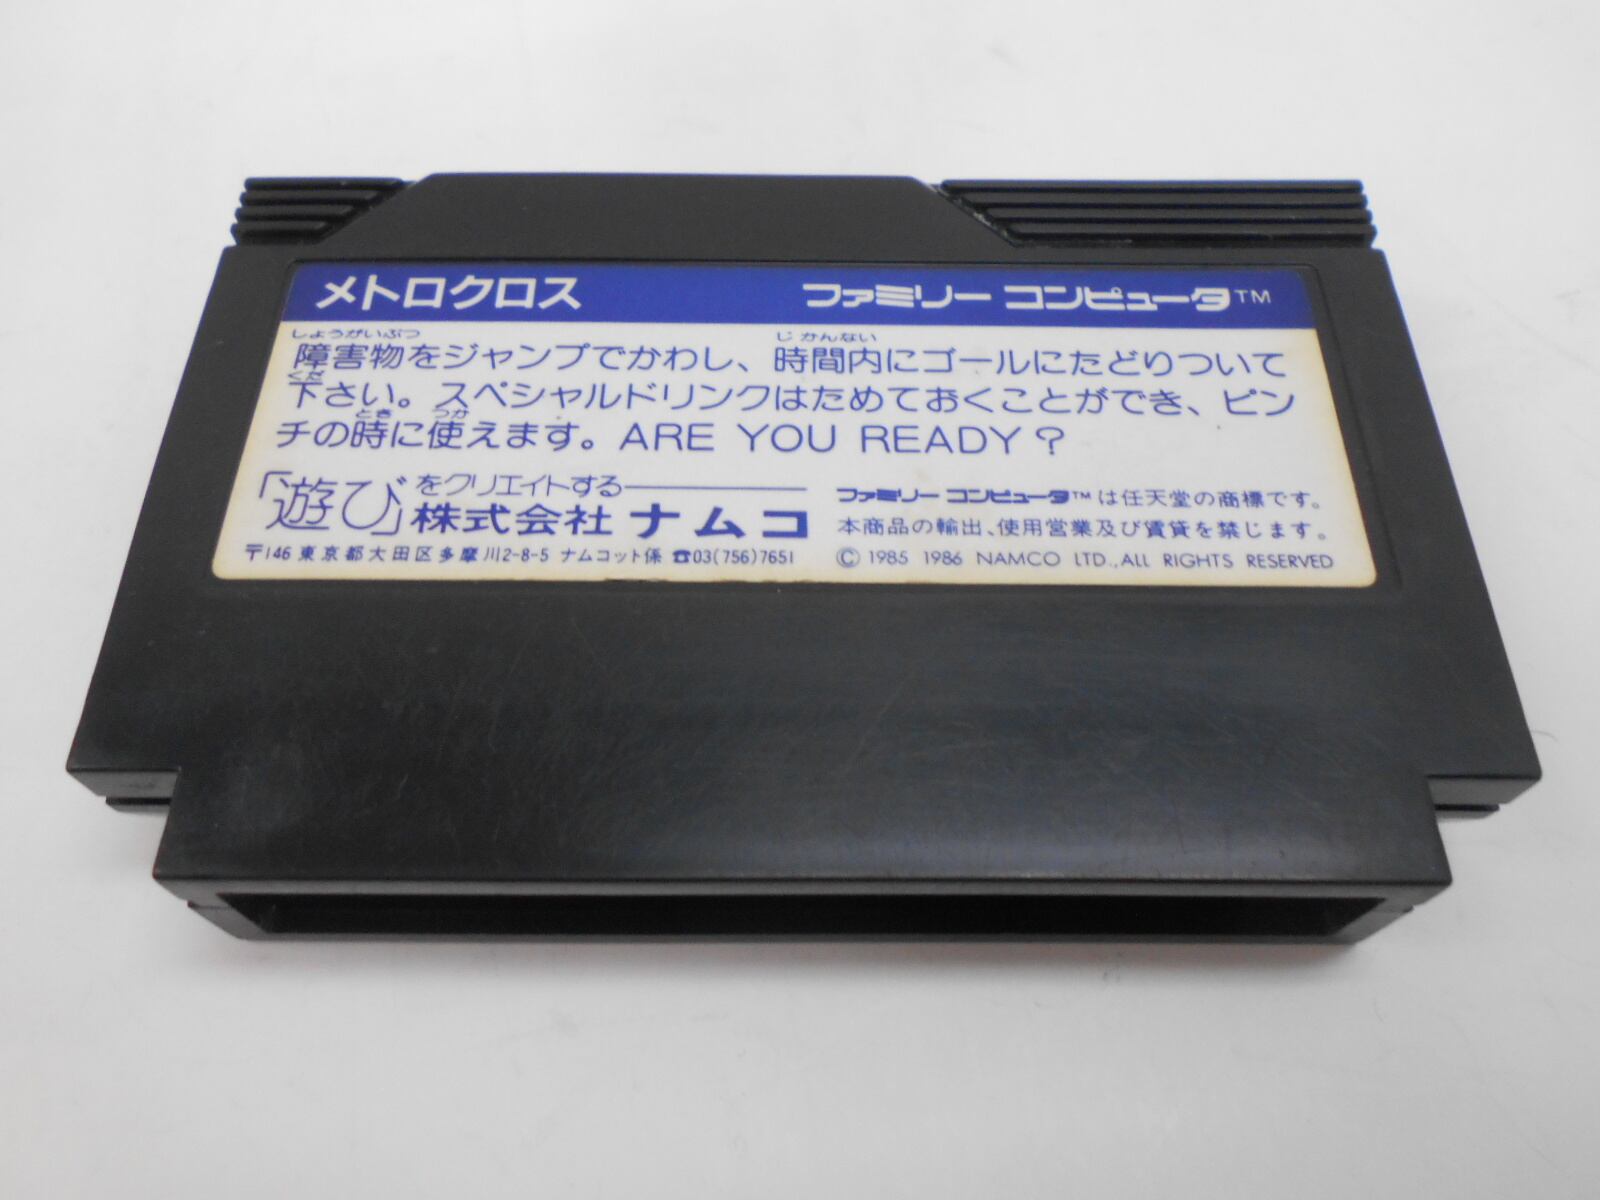 メトロクロス
ファミリー コンピュータTM
しょうがいぶつ じかんない
障害物をジャンプでかわし、時間内にゴールにたどりついて
くだ
下さい。スペシャルドリンクはためておくことができ、ピン
とき つか
チの時に使えます。ARE YOU READY?
「遊び」をクリエイトする
株式会社 ナムコ
〒146 東京都大田区多摩川2-8-5 ナムコット係 ☎03(756)7651
ファミリー コンピュータTMは任天堂の商標です。
本商品の輸出、使用営業及び賃貸を禁じます。
© 1985 1986 NAMCO LTD.,ALL RIGHTS RESERVED